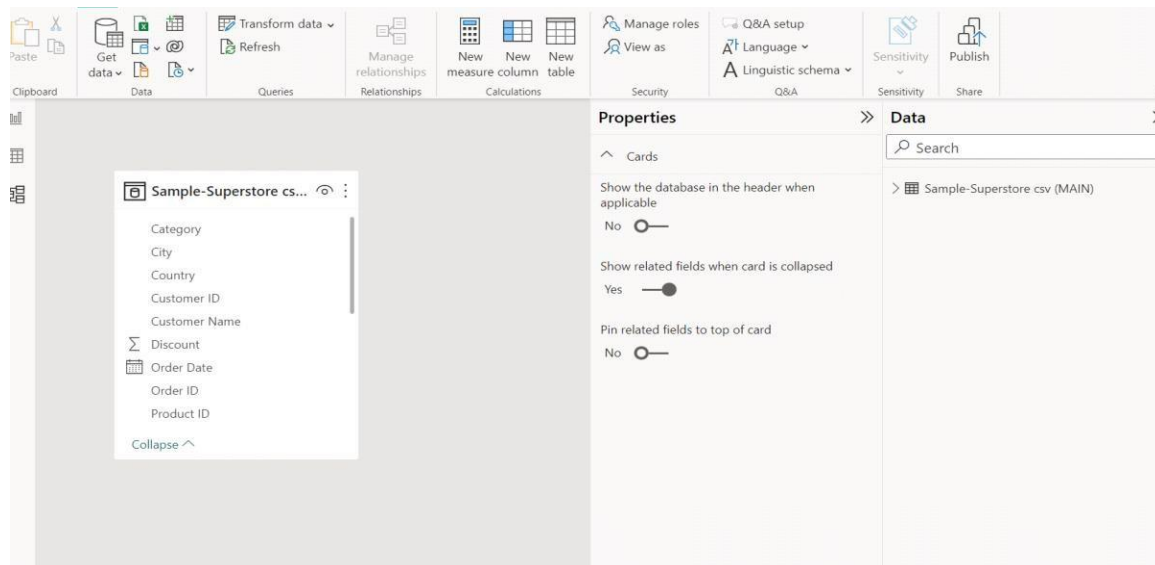 Paste
Get
data
Transform data
Refresh
Manage
relationships
New
measure
New
column
New
table
Manage roles
View as
Q&A setup
Language
Linguistic schema
Sensitivity
Publish
Clipboard
Data
Queries
Relationships
Calculations
Security
Q&A
Sensitivity
Share
Sample-Superstore cs...
Category
City
Country
Customer ID
Customer Name
Discount
Order Date
Order ID
Product ID
Collapse
Properties
Cards
Show the database in the header when
applicable
No
Show related fields when card is collapsed
Yes
Pin related fields to top of card
No
Data
Search
Sample-Superstore csv (MAIN)